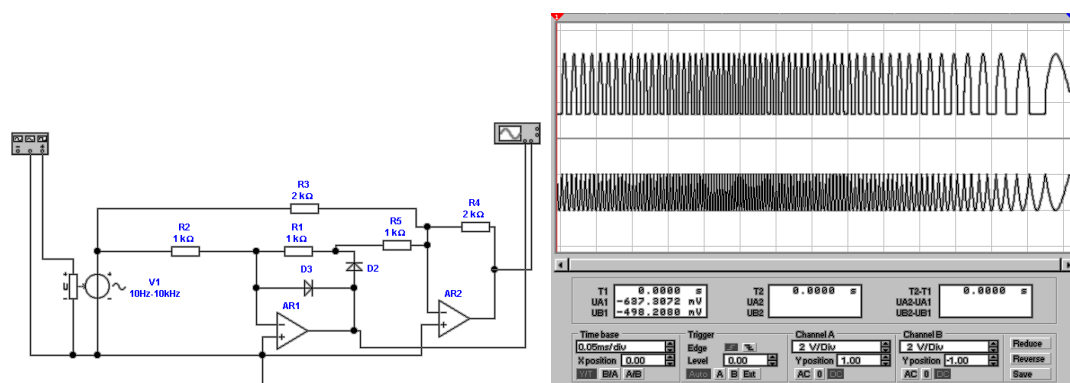 R3
2 kΩ
R4
2 kΩ
R2
1 kΩ
R1
1 kΩ
R5
1 kΩ
D3
D2
U
V1
10Hz-10kHz
AR1
AR2
1
T1 0.0000 s
UA1 -637.3072 mV
UB1 -498.2080 mV
T2 0.0000 s
UA2
UB2
T2-T1 0.0000 s
UA2-UA1
UB2-UB1
Time base
0.05ms/div
X position 0.00
Y/T B/A A/B
Trigger
Edge
Level 0.00
Auto A B Ext
Channel A
2 V/Div
Y position 1.00
AC 0 DC
Channel B
2 V/Div
Y position -1.00
AC 0 DC
Reduce
Reverse
Save